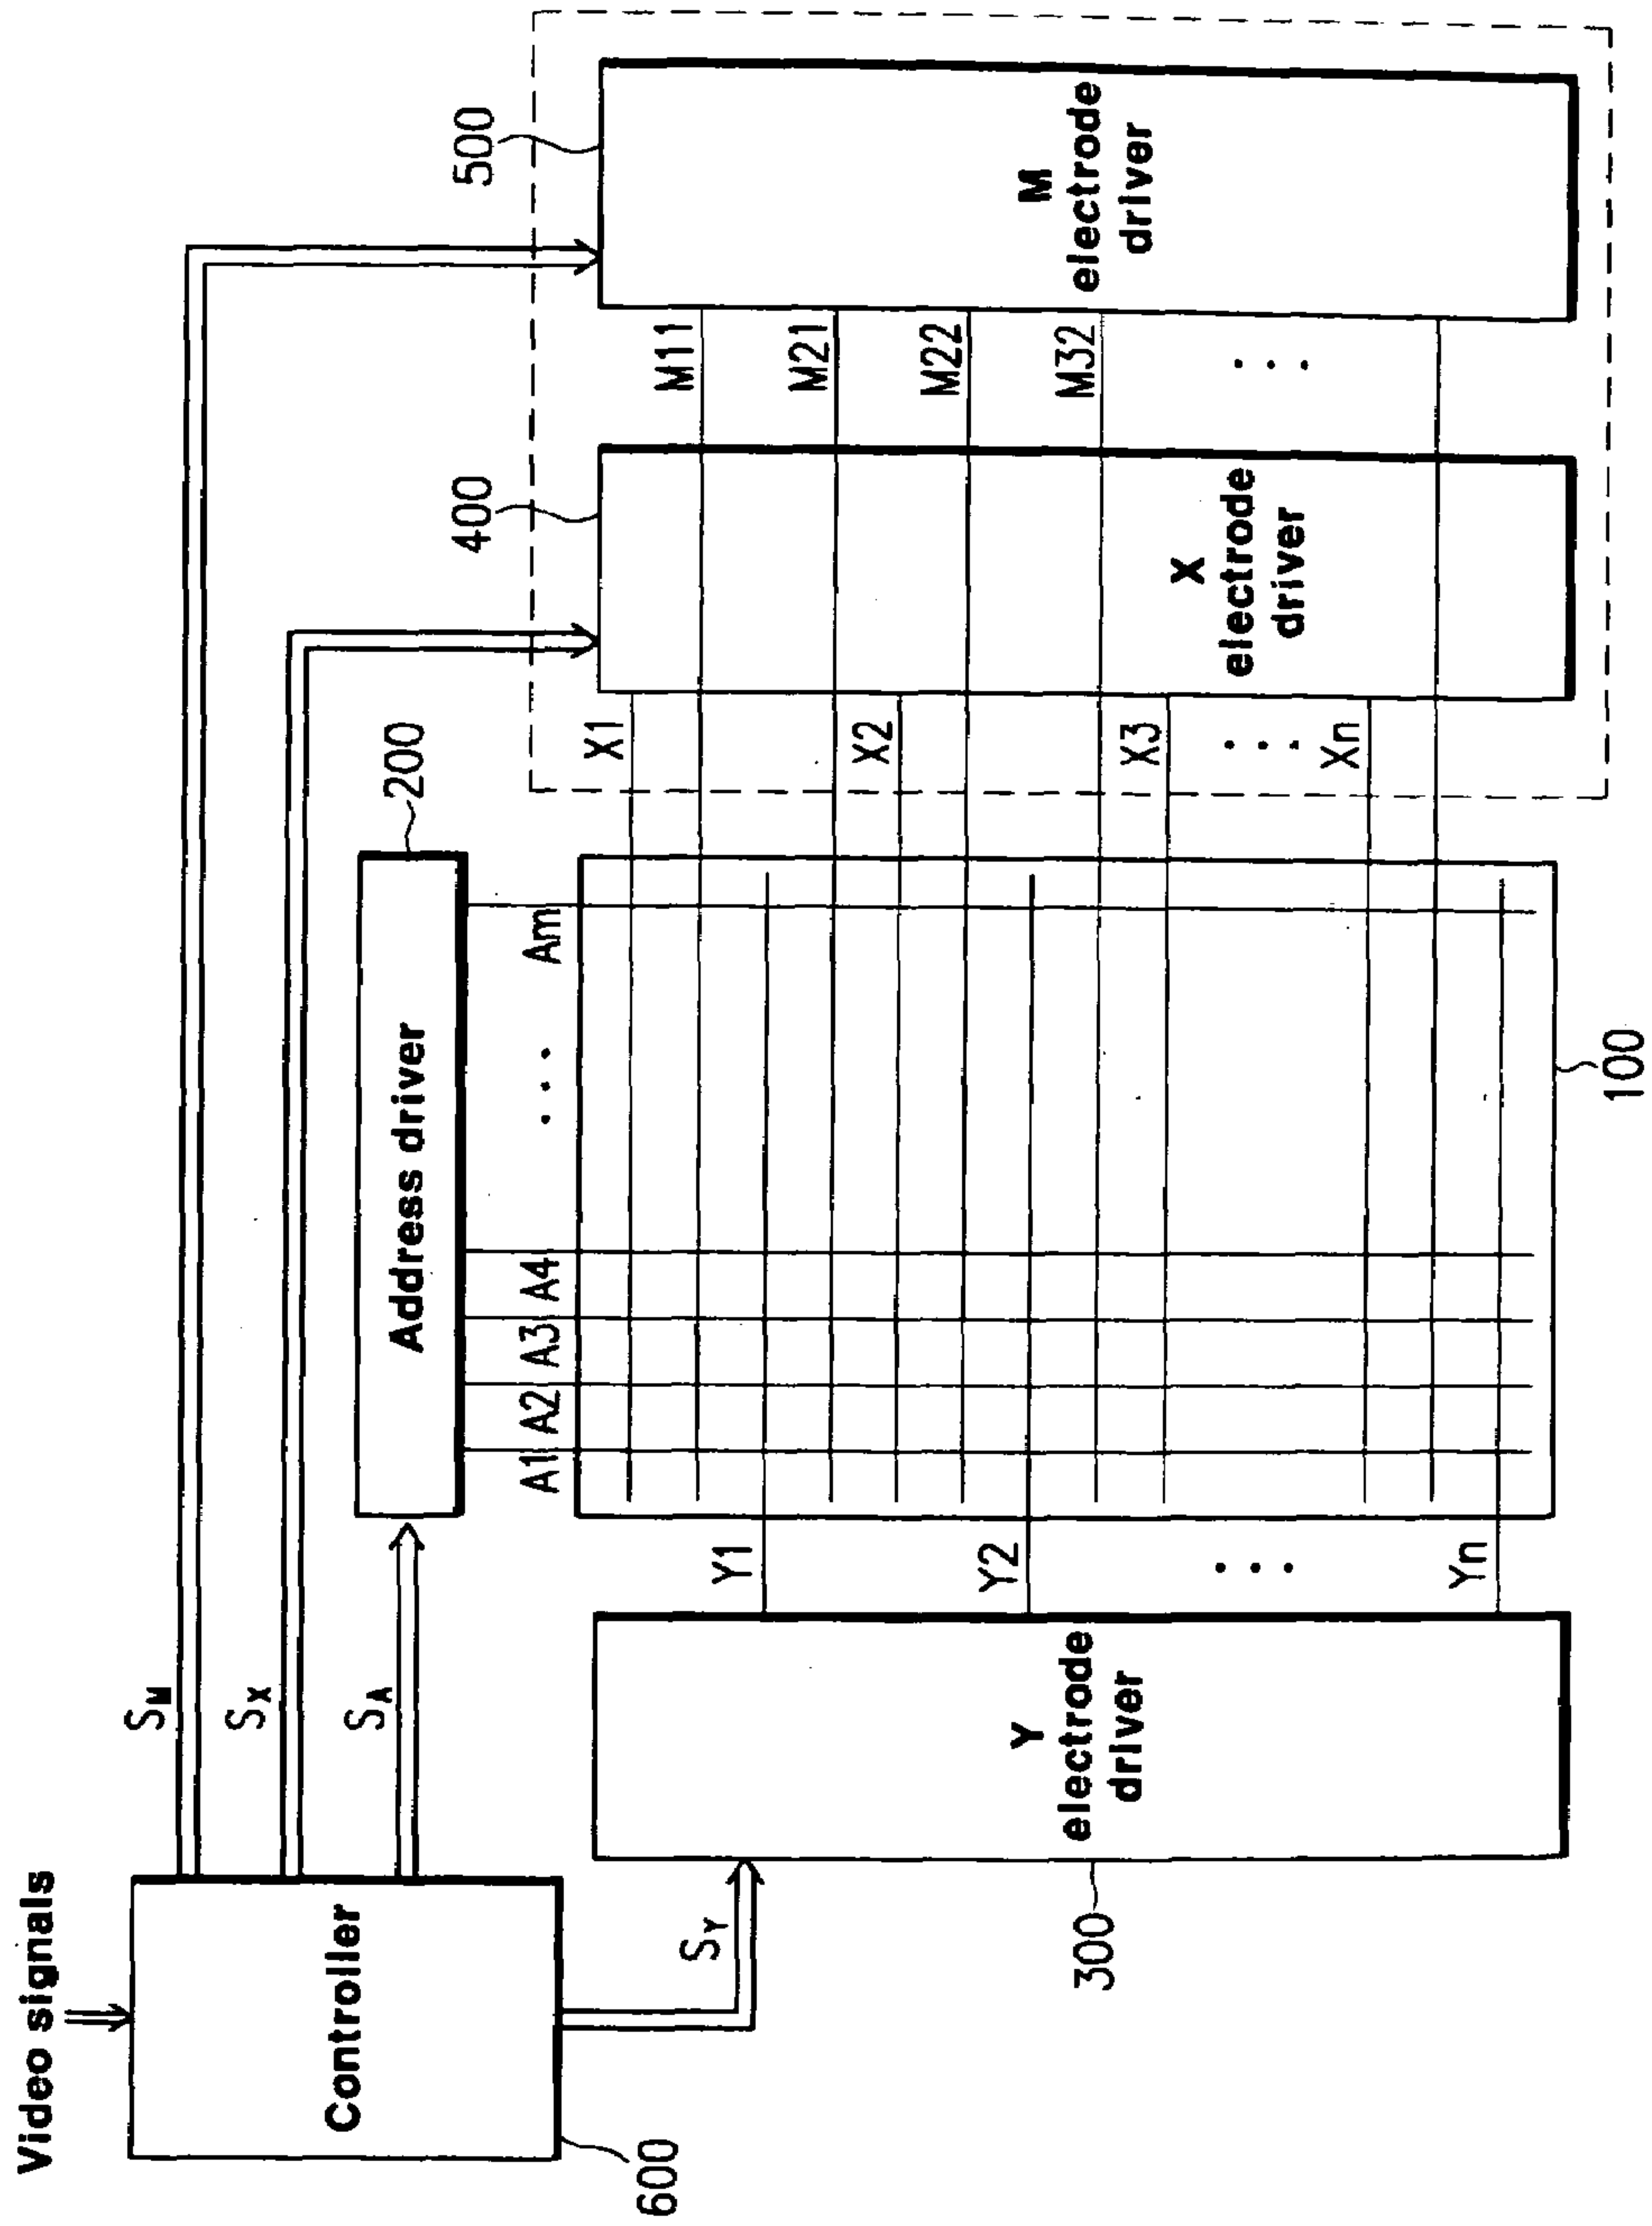 Video signals
Controller
600
SM
SX
SA
SY
Address driver
200
A1 A2 A3 A4 ... Am
Y
electrode
driver
300
Y1
Y2
...
Yn
100
X1
X2
X3
...
Xn
X
electrode
driver
400
M11
M21
M22
M32
...
M
electrode
driver
500